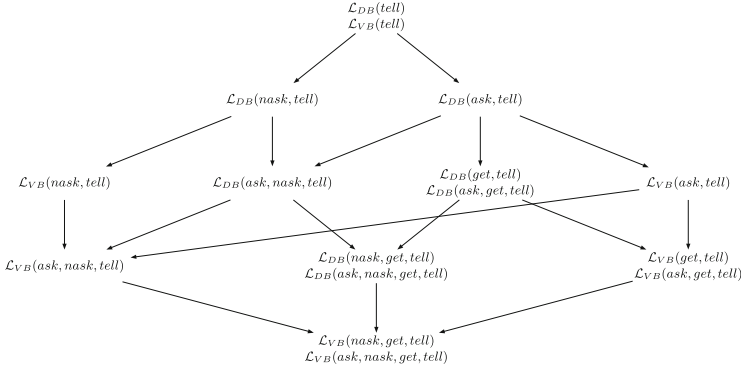 ℒ_DB(tell)
ℒ_VB(tell)
ℒ_DB(nask, tell)
ℒ_DB(ask, tell)
ℒ_VB(nask, tell)
ℒ_DB(ask, nask, tell)
ℒ_DB(get, tell)
ℒ_DB(ask, get, tell)
ℒ_VB(ask, tell)
ℒ_VB(ask, nask, tell)
ℒ_DB(nask, get, tell)
ℒ_DB(ask, nask, get, tell)
ℒ_VB(get, tell)
ℒ_VB(ask, get, tell)
ℒ_VB(nask, get, tell)
ℒ_VB(ask, nask, get, tell)